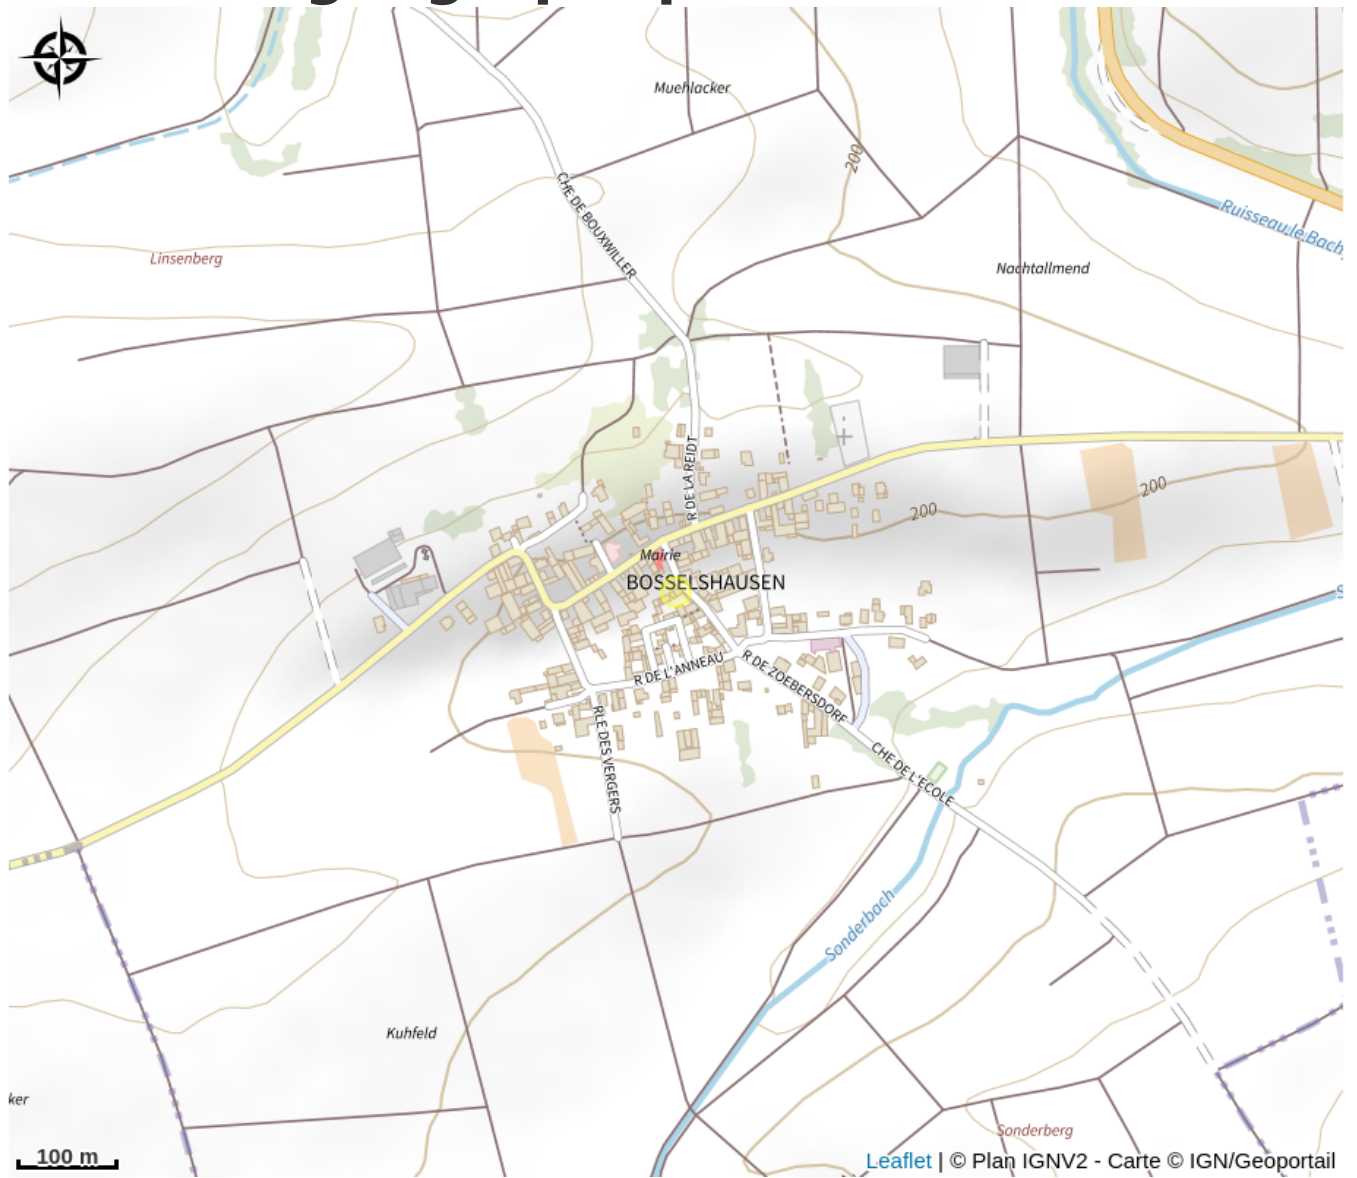 Muehlacker
200
CHE DE BOUXWILLER
Ruisseau le Bach
Linsenberg
Nachtallmend
R DE LA REIDT
200
200
Mairie
BOSSELSHAUSEN
R DE L'ANNEAU
R DE ZOEBERSDORF
RLE DES VERGERS
CHE DE L'ECOLE
Sonderbach
Kuhfeld
ker
Sonderberg
100 m
Leaflet | © Plan IGNV2 - Carte © IGN/Geoportail